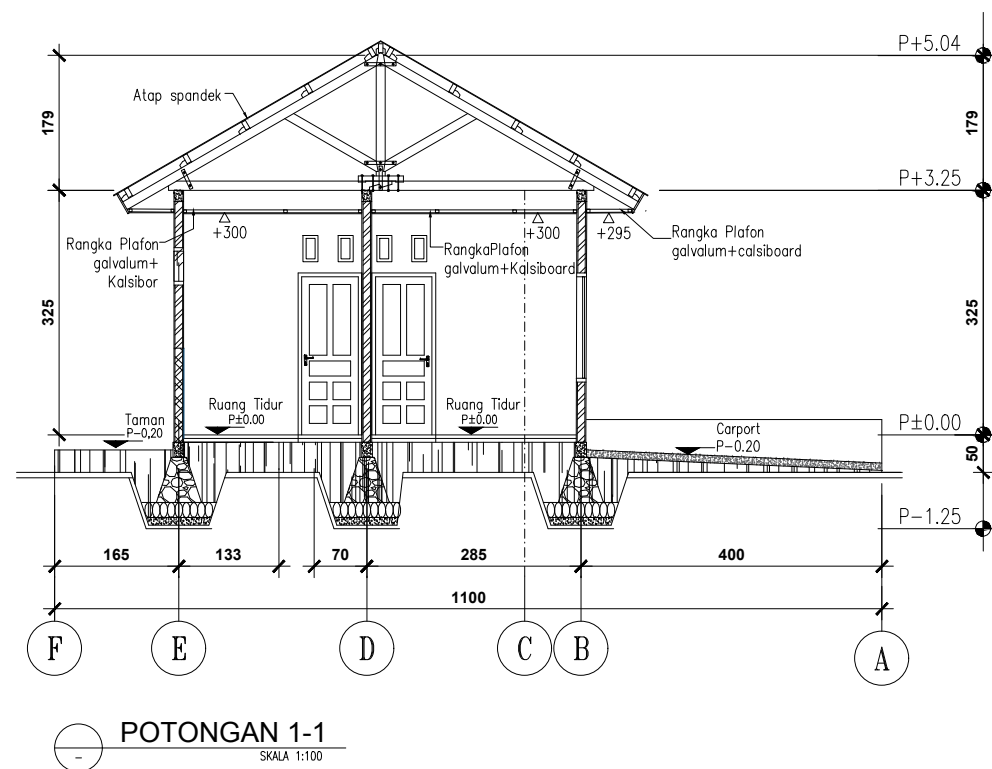 P+5.04
Atap spandek
179
179
P+3.25
+300
+300
+295
Rangka Plafon
galvalum+
Kalsibor
RangkaPlafon
galvalum+Kalsiboard
Rangka Plafon
galvalum+calsiboard
325
325
Ruang Tidur
P±0.00
Ruang Tidur
P±0.00
Taman
P-0,20
Carport
P-0.20
P±0.00
50
P-1.25
165
133
70
285
400
1100
F
E
D
C
B
A
POTONGAN 1-1
SKALA 1:100
-